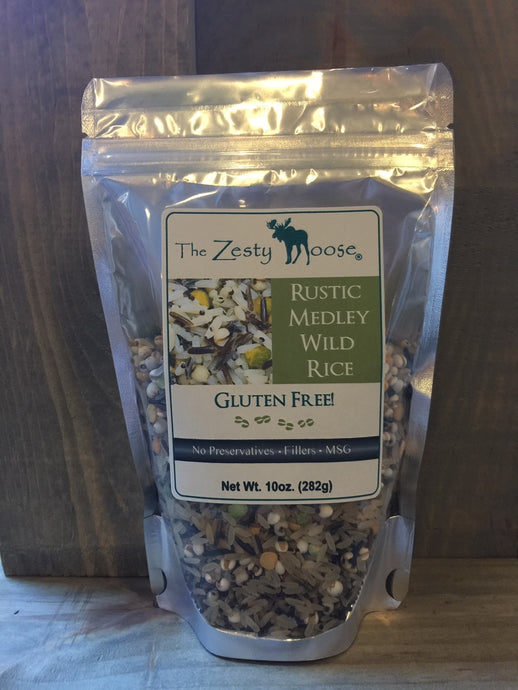 The Zesty Moose®
RUSTIC
MEDLEY
WILD
RICE
GLUTEN FREE!
No Preservatives • Fillers • MSG
Net Wt. 10oz. (282g)